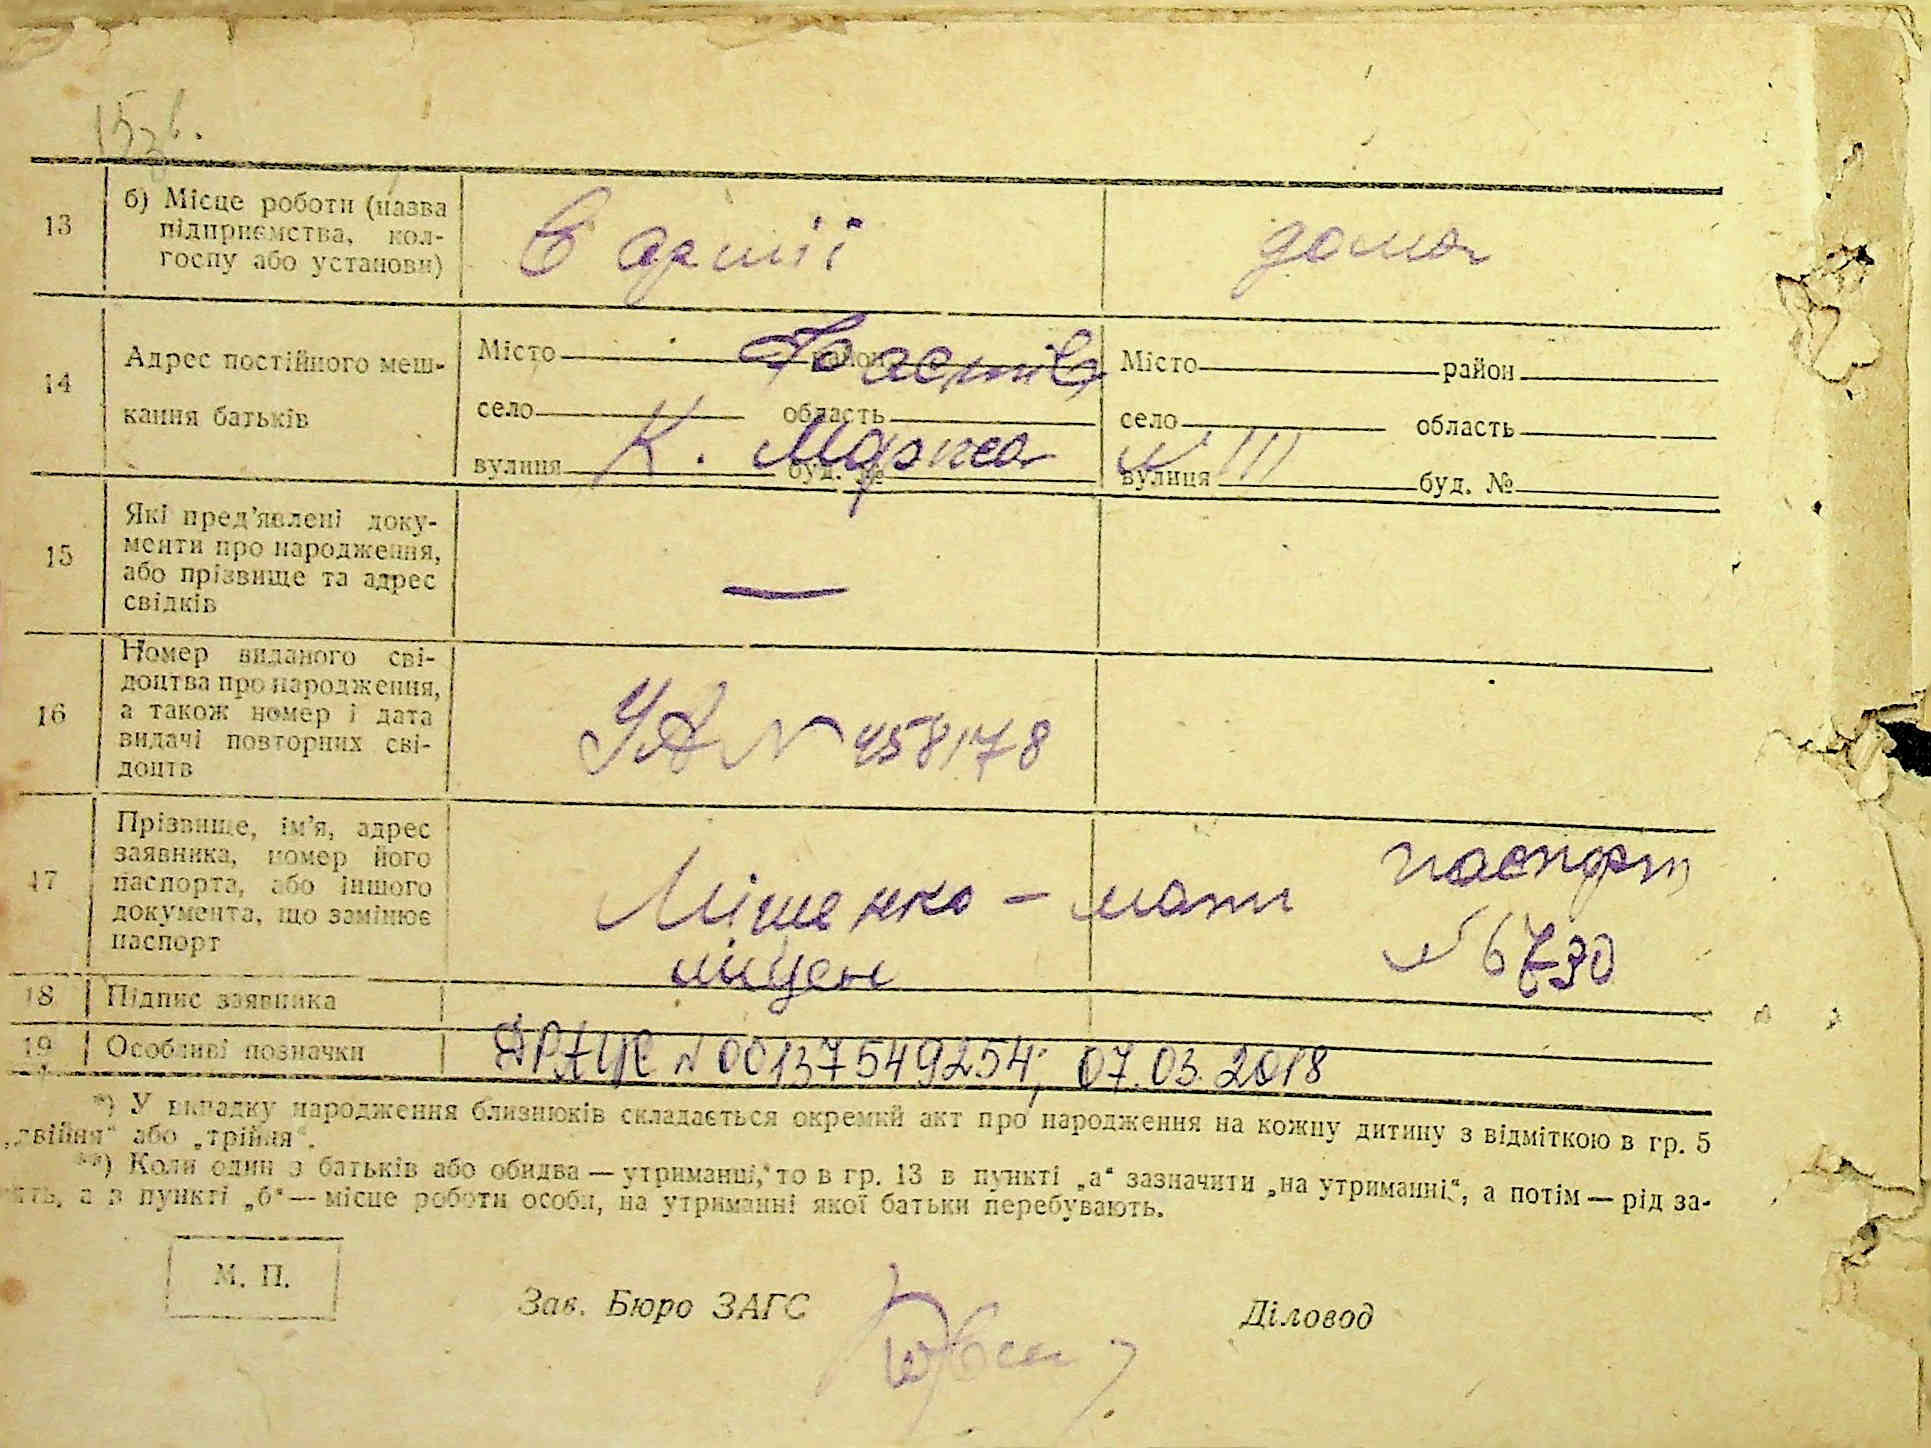 153в.
13 б) Місце роботи (назва підприємства, кол-госпу або установи) В армії дома
14 Адрес постійного меш-кання батьків
Місто район Фастів Місто район
село область село область
вулиця К. Маркса буд. № вулиця № 111 буд. №
15 Які пред'явлені доку-
менти про народження,
або прізвище та адрес
свідків —
16 Номер виданого сві-
доцтва про народження,
а також номер і дата
видачі повторних сві-
доцтв УА № 458178
17 Прізвище, ім'я, адрес
заявника, номер його
паспорта, або іншого
документа, що замінює
паспорт Міщенко — мати паспорт
№ 6730
18 Підпис заявника
19 Особливі позначки ДРАЦС №00137549254; 07.03.2018
*) У випадку народження близнюків складається окремий акт про народження на кожну дитину з відміткою в гр. 5
„двійня“ або „трійня“.
**) Коли один з батьків або обидва — утриманці, то в гр. 13 в пункті „а“ зазначити „на утриманні“, а потім — рід за-
нять, а в пункті „б“ — місце роботи особи, на утриманні якої батьки перебувають.
М. П.
Зав. Бюро ЗАГС Діловод